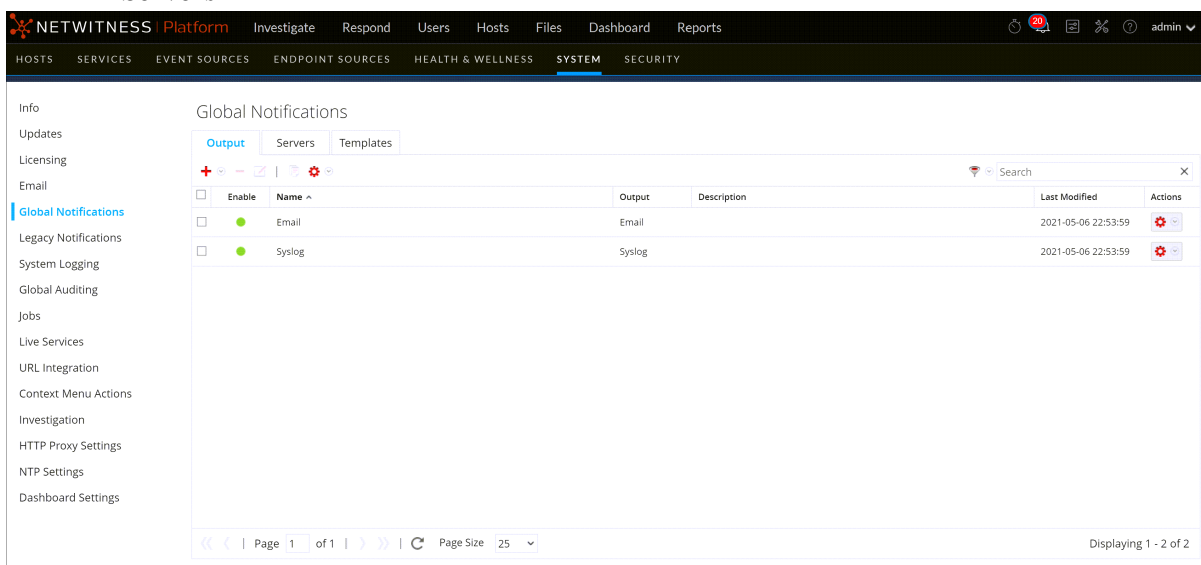 NETWITNESS | Platform Investigate Respond Users Hosts Files Dashboard Reports 20 admin
HOSTS SERVICES EVENT SOURCES ENDPOINT SOURCES HEALTH & WELLNESS SYSTEM SECURITY
Info
Updates
Licensing
Email
Global Notifications
Legacy Notifications
System Logging
Global Auditing
Jobs
Live Services
URL Integration
Context Menu Actions
Investigation
HTTP Proxy Settings
NTP Settings
Dashboard Settings
Global Notifications
Output Servers Templates
Search
Enable Name Output Description Last Modified Actions
Email Email 2021-05-06 22:53:59
Syslog Syslog 2021-05-06 22:53:59
Page 1 of 1 | Page Size 25 Displaying 1 - 2 of 2